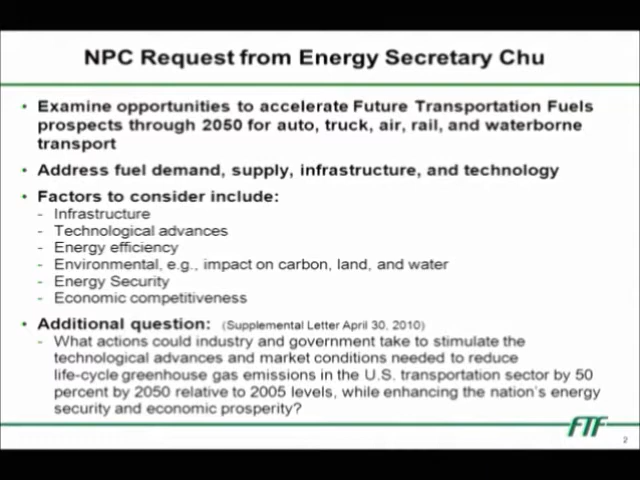 NPC Request from Energy Secretary Chu
• Examine opportunities to accelerate Future Transportation Fuels
prospects through 2050 for auto, truck, air, rail, and waterborne
transport
• Address fuel demand, supply, infrastructure, and technology
• Factors to consider include:
- Infrastructure
- Technological advances
- Energy efficiency
- Environmental, e.g., impact on carbon, land, and water
- Energy Security
- Economic competitiveness
• Additional question: (Supplemental Letter April 30, 2010)
- What actions could industry and government take to stimulate the
technological advances and market conditions needed to reduce
life-cycle greenhouse gas emissions in the U.S. transportation sector by 50
percent by 2050 relative to 2005 levels, while enhancing the nation's energy
security and economic prosperity?
FTF
2